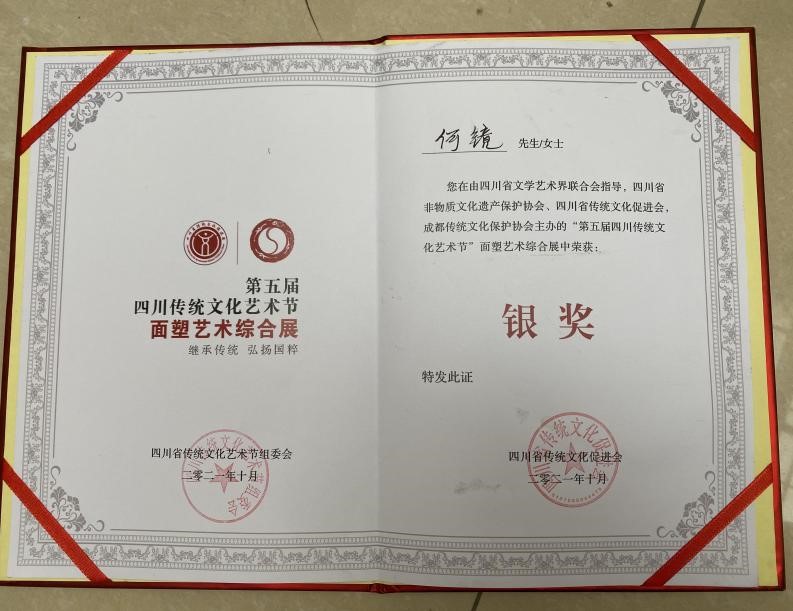 第五届
四川传统文化艺术节
面塑艺术综合展
继承传统 弘扬国粹
四川省传统文化艺术节组委会
二零二一年十月
何镜 先生/女士
您在由四川省文学艺术界联合会指导，四川省
非物质文化遗产保护协会、四川省传统文化促进会，
成都传统文化保护协会主办的“第五届四川传统文
化艺术节”面塑艺术综合展中荣获：
银奖
特发此证
四川省传统文化促进会
二零二一年十月